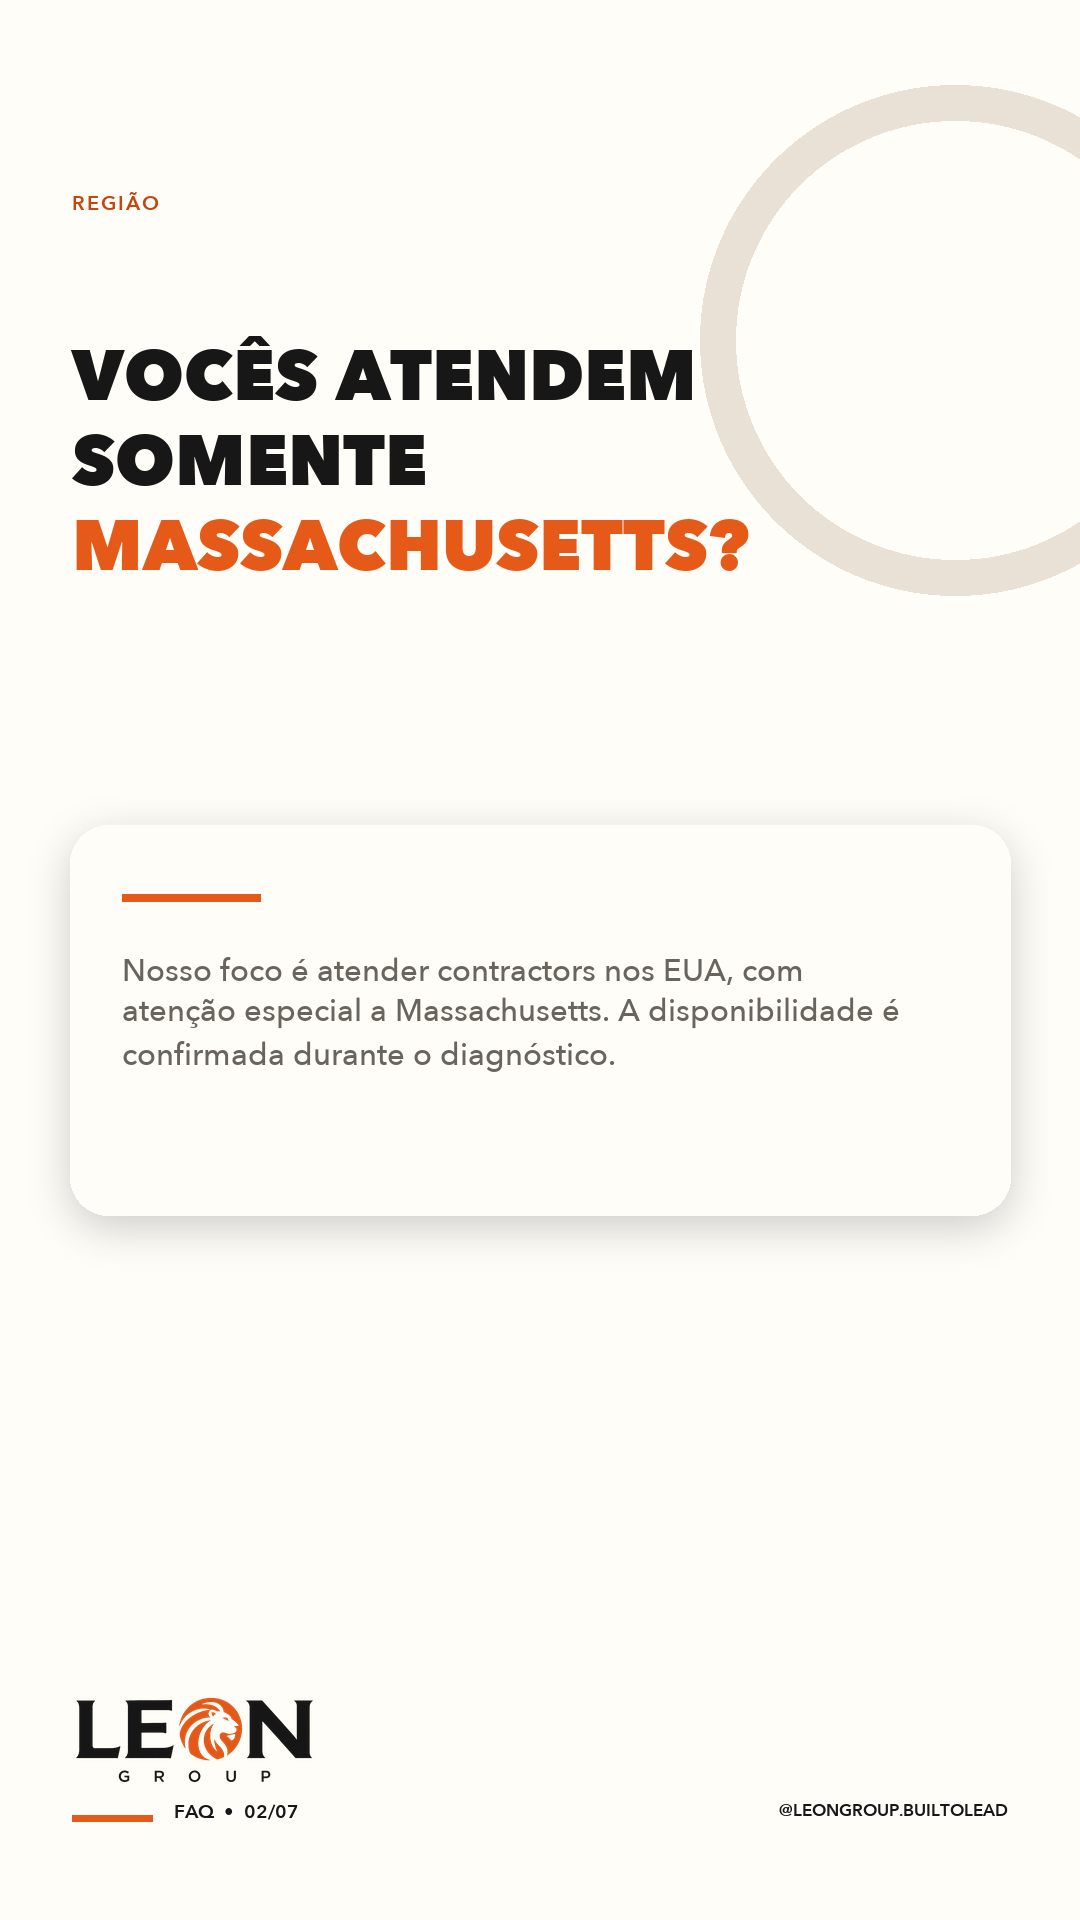 REGIÃO
VOCÊS ATENDEM
SOMENTE
MASSACHUSETTS?
Nosso foco é atender contractors nos EUA, com
atenção especial a Massachusetts. A disponibilidade é
confirmada durante o diagnóstico.
LEON
GROUP
FAQ • 02/07
@LEONGROUP.BUILTOLEAD